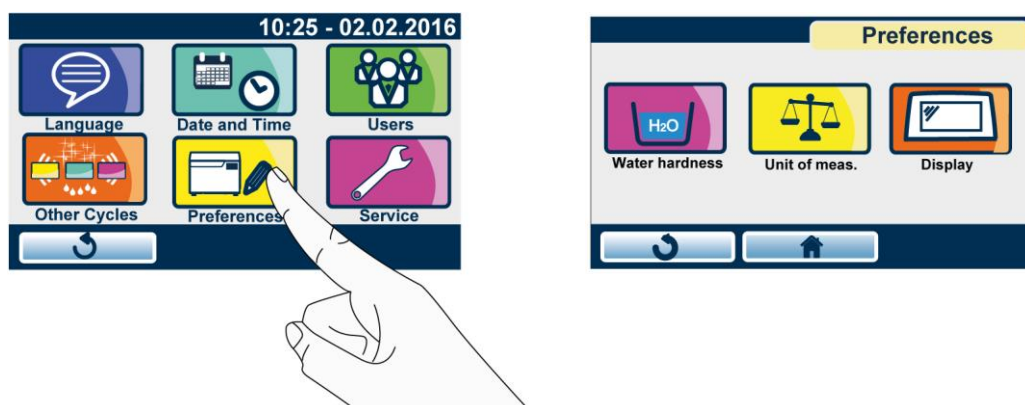 10:25 - 02.02.2016
Language
Date and Time
Users
Other Cycles
Preferences
Service
Preferences
H2O
Water hardness
Unit of meas.
Display